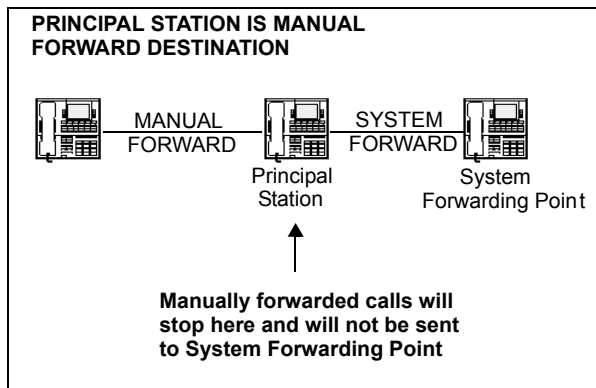 PRINCIPAL STATION IS MANUAL
FORWARD DESTINATION
MANUAL
FORWARD
SYSTEM
FORWARD
Principal
Station
System
Forwarding Point
Manually forwarded calls will
stop here and will not be sent
to System Forwarding Point